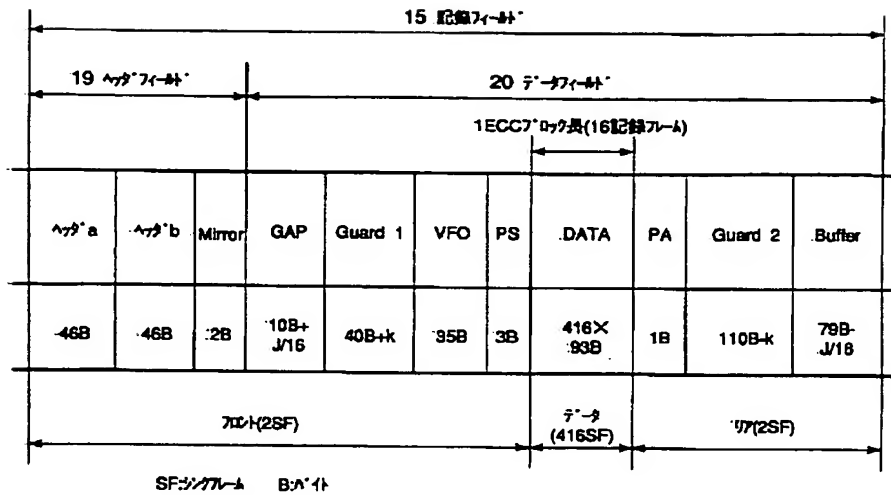 15 記録フィールド
19 ヘッダフィールド
20 データフィールド
1ECCブロック長(16記録フレーム)
ヘッダa
ヘッダb
Mirror
GAP
Guard 1
VFO
PS
DATA
PA
Guard 2
Buffer
46B
46B
2B
10B+
J/16
40B+k
95B
3B
416×
93B
1B
110B-k
79B-
J/16
フロント(2SF)
データ
(416SF)
リア(2SF)
SF:シンクフレーム B:バイト